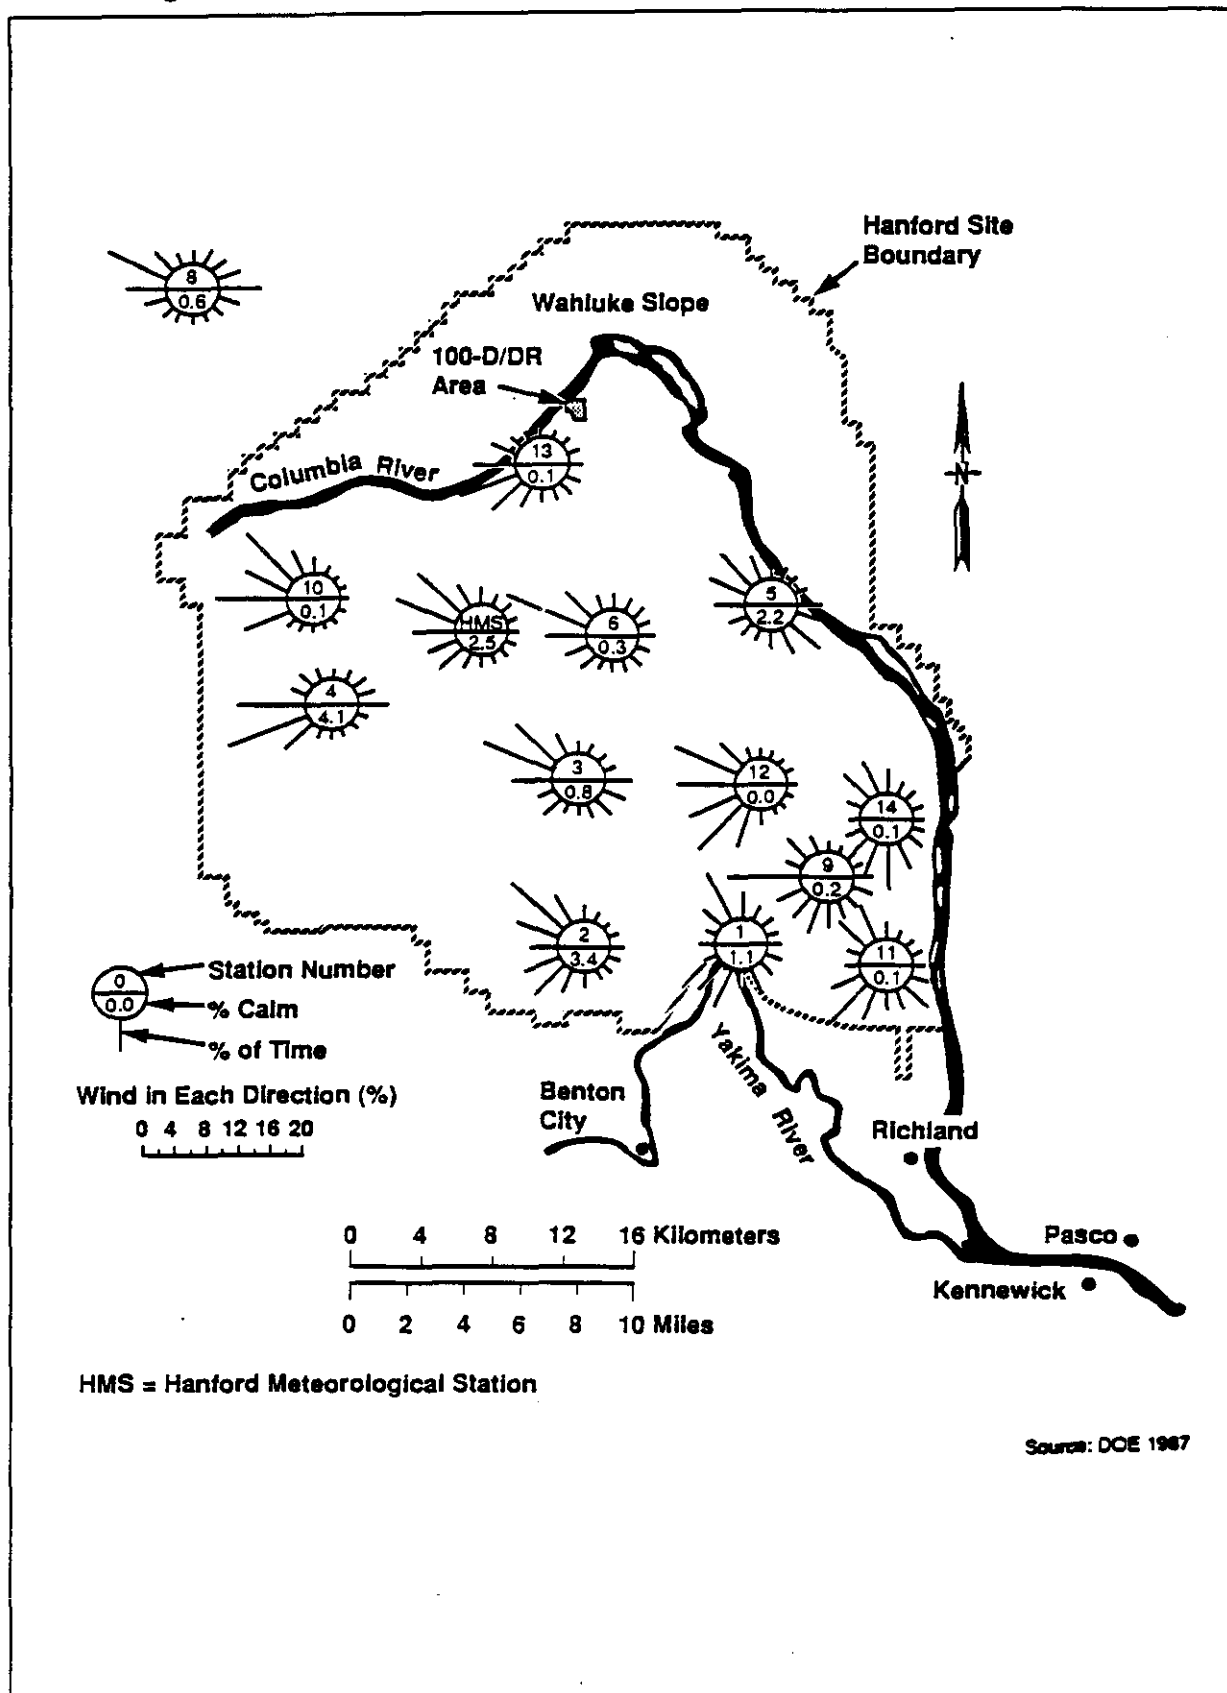 Hanford Site
Boundary
8
0.6
Wahluke Slope
100-D/DR
Area
13
0.1
Columbia River
N
10
0.1
HMS
2.5
6
0.3
5
2.2
4
4.1
3
0.8
12
0.0
14
0.1
9
0.2
2
3.4
1
1.1
11
0.1
0
0.0
Station Number
% Calm
% of Time
Wind in Each Direction (%)
0 4 8 12 16 20
Yakima River
Benton
City
Richland
Pasco
Kennewick
0 4 8 12 16 Kilometers
0 2 4 6 8 10 Miles
HMS = Hanford Meteorological Station
Source: DOE 1987